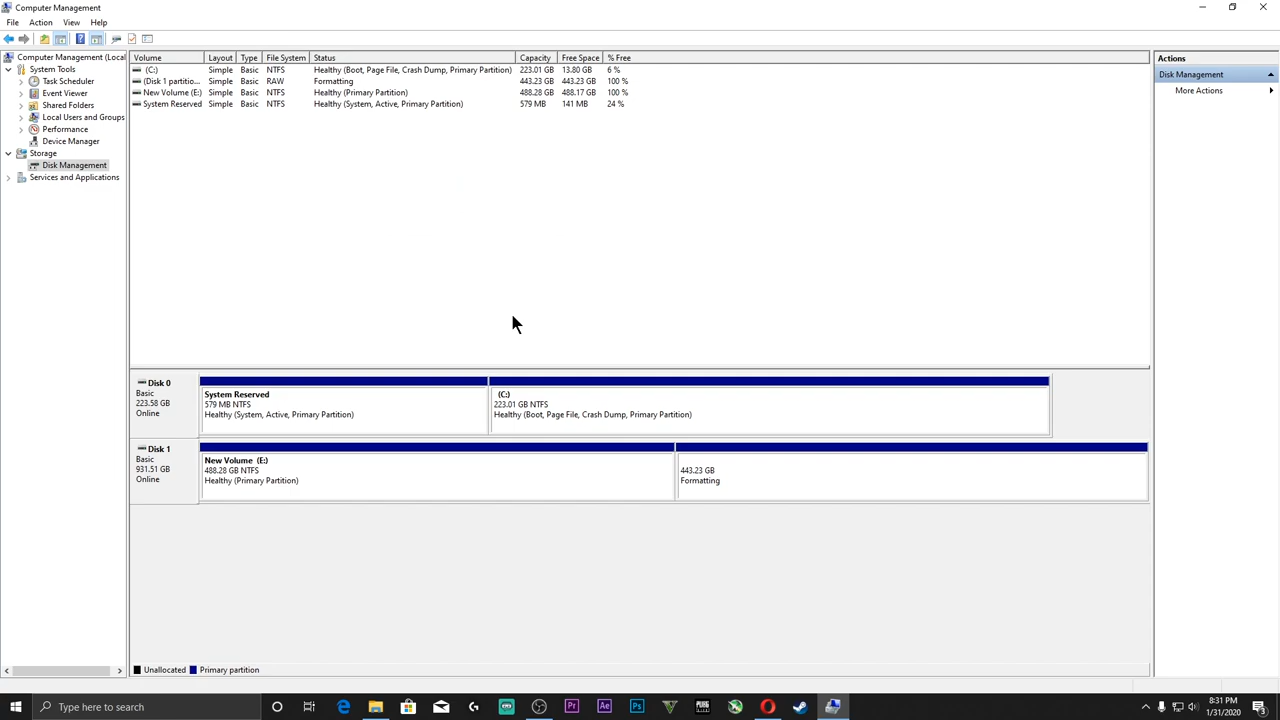 Computer Management
File Action View Help
Computer Management (Local
System Tools
Task Scheduler
Event Viewer
Shared Folders
Local Users and Groups
Performance
Device Manager
Storage
Disk Management
Services and Applications
Volume Layout Type File System Status Capacity Free Space % Free
(C:) Simple Basic NTFS Healthy (Boot, Page File, Crash Dump, Primary Partition) 223.01 GB 13.80 GB 6 %
(Disk 1 partitio... Simple Basic RAW Formatting 443.23 GB 443.23 GB 100 %
New Volume (E:) Simple Basic NTFS Healthy (Primary Partition) 488.28 GB 488.17 GB 100 %
System Reserved Simple Basic NTFS Healthy (System, Active, Primary Partition) 579 MB 141 MB 24 %
Actions
Disk Management
More Actions
Disk 0
Basic
223.58 GB
Online
System Reserved
579 MB NTFS
Healthy (System, Active, Primary Partition)
(C:)
223.01 GB NTFS
Healthy (Boot, Page File, Crash Dump, Primary Partition)
Disk 1
Basic
931.51 GB
Online
New Volume (E:)
488.28 GB NTFS
Healthy (Primary Partition)
443.23 GB
Formatting
Unallocated Primary partition
Type here to search
Pr Ae Ps
PUBG
8:31 PM
1/31/2020
3